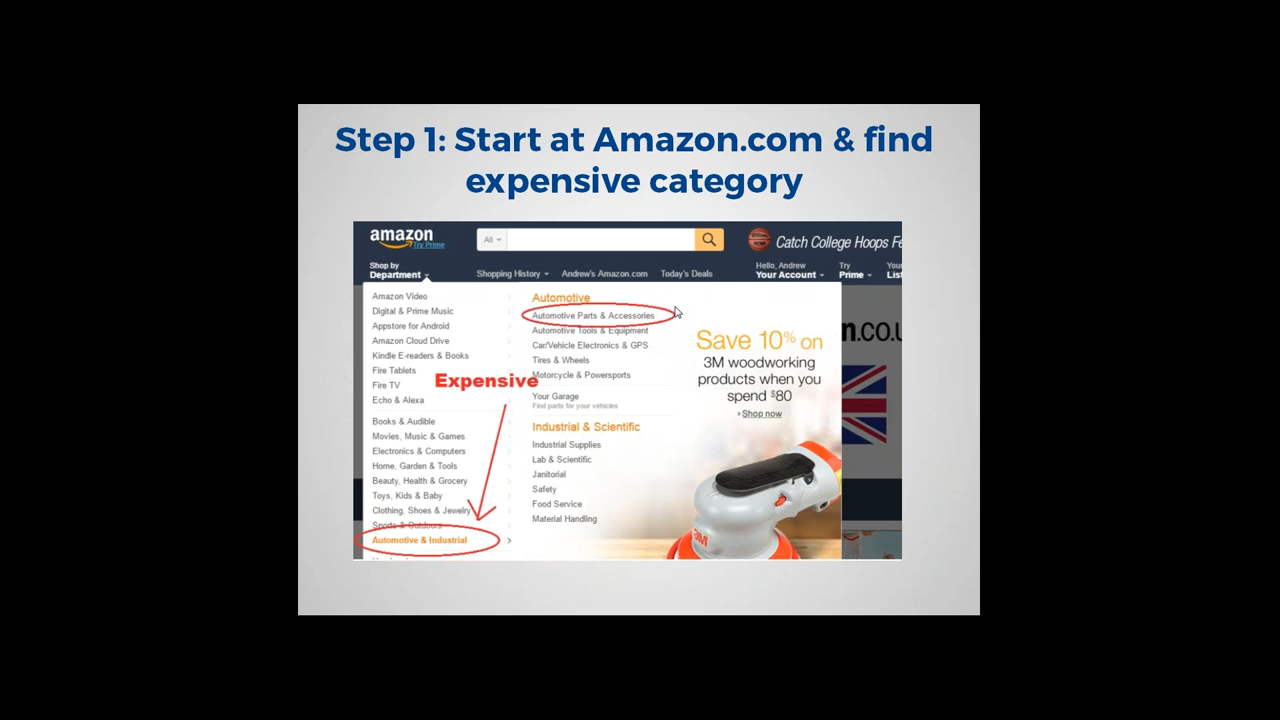 Step 1: Start at Amazon.com & find
expensive category
amazon
Try Prime
All
Catch College Hoops Fe
Shop by
Department
Shopping History
Andrew's Amazon.com
Today's Deals
Hello, Andrew
Your Account
Try
Prime
You
List
Amazon Video
Digital & Prime Music
Appstore for Android
Amazon Cloud Drive
Kindle E-readers & Books
Fire Tablets
Fire TV
Echo & Alexa
Books & Audible
Movies, Music & Games
Electronics & Computers
Home, Garden & Tools
Beauty, Health & Grocery
Toys, Kids & Baby
Clothing, Shoes & Jewelry
Sports & Outdoors
Automotive & Industrial
Expensive
Automotive
Automotive Parts & Accessories
Automotive Tools & Equipment
Car/Vehicle Electronics & GPS
Tires & Wheels
Motorcycle & Powersports
Your Garage
Find parts for your vehicles
Industrial & Scientific
Industrial Supplies
Lab & Scientific
Janitorial
Safety
Food Service
Material Handling
Save 10% on
3M woodworking
products when you
spend $80
Shop now
3M
n.co.u